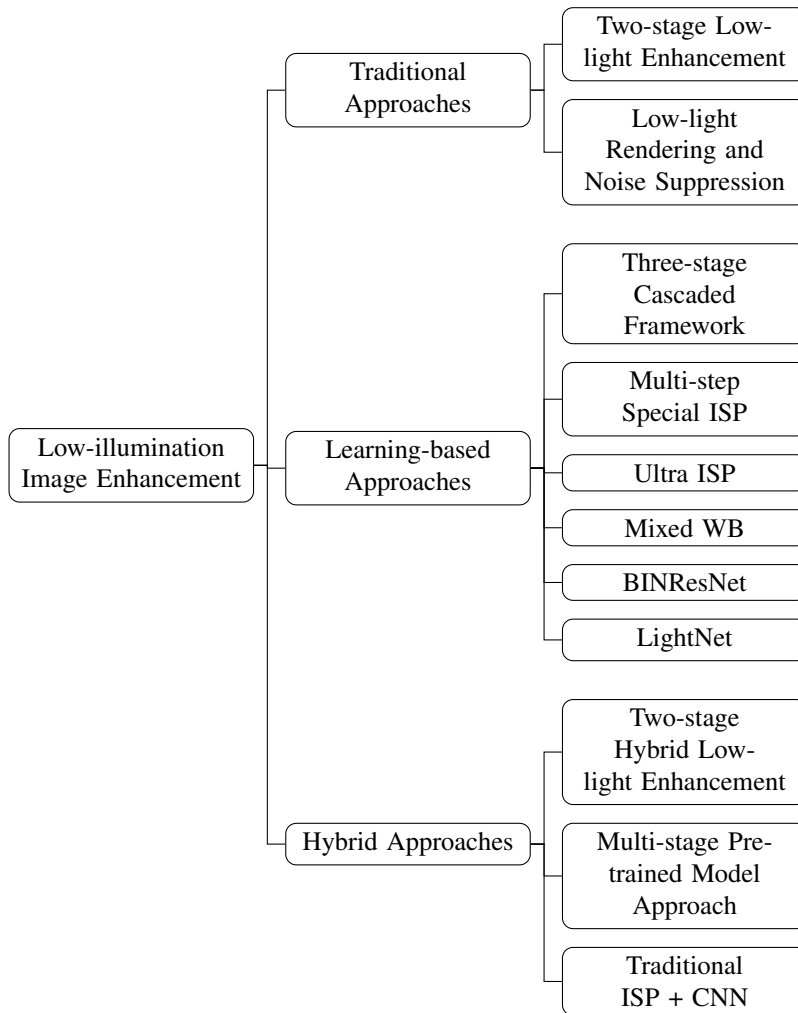 Low-illumination
Image Enhancement
Traditional
Approaches
Two-stage Low-
light Enhancement
Low-light
Rendering and
Noise Suppression
Learning-based
Approaches
Three-stage
Cascaded
Framework
Multi-step
Special ISP
Ultra ISP
Mixed WB
BINResNet
LightNet
Hybrid Approaches
Two-stage
Hybrid Low-
light Enhancement
Multi-stage Pre-
trained Model
Approach
Traditional
ISP + CNN